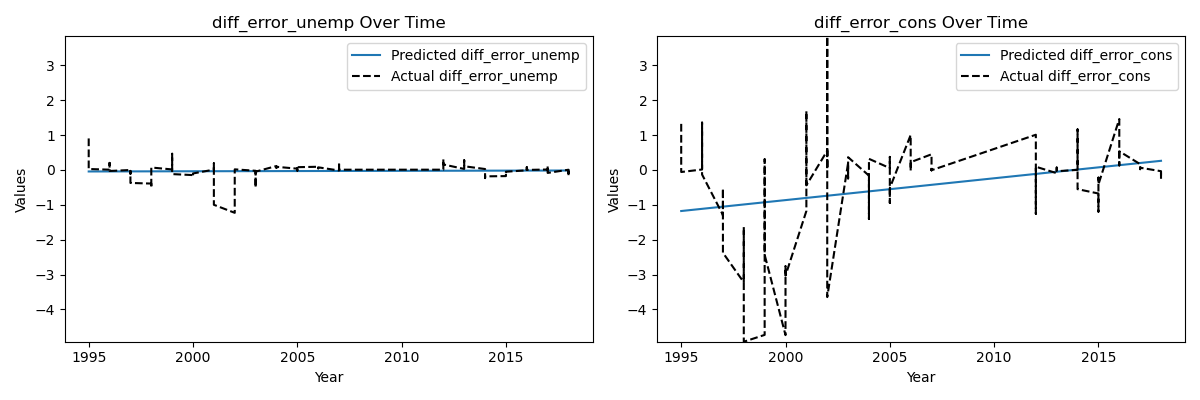 diff_error_unemp Over Time
Predicted diff_error_unemp
Actual diff_error_unemp
Values
3
2
1
0
−1
−2
−3
−4
1995
2000
2005
2010
2015
Year
diff_error_cons Over Time
Predicted diff_error_cons
Actual diff_error_cons
Values
3
2
1
0
−1
−2
−3
−4
1995
2000
2005
2010
2015
Year